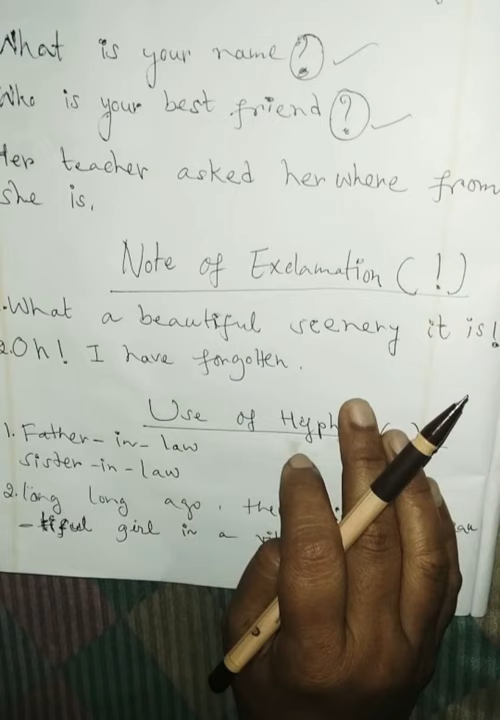 What is your name?
Who is your best friend?
Her teacher asked her where from
she is.
Note of Exclamation (!)
1. What a beautiful scenery it is!
2. Oh! I have forgotten.
Use of Hyph
1. Father-in-law
sister-in-law
2. long long ago, the
-tiful girl in a